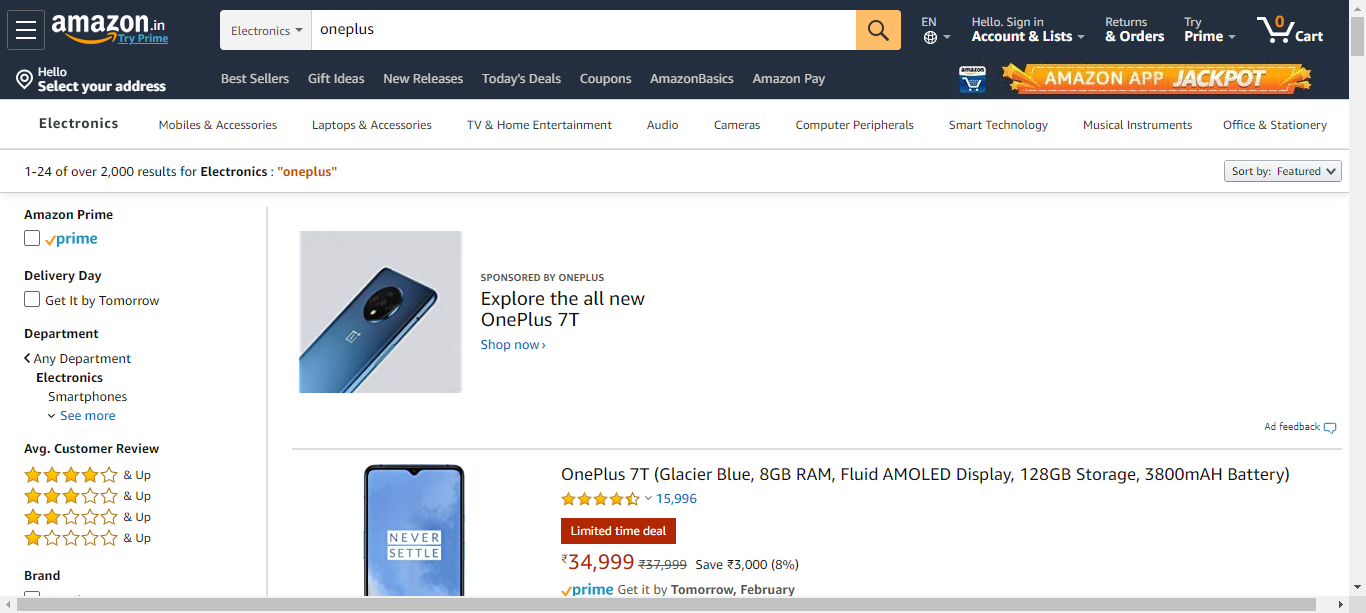 amazon.in
Try Prime
Electronics
oneplus
EN
Hello. Sign in
Account & Lists
Returns
& Orders
Try
Prime
0
Cart
Hello
Select your address
Best Sellers
Gift Ideas
New Releases
Today's Deals
Coupons
AmazonBasics
Amazon Pay
amazon
AMAZON APP JACKPOT
Electronics
Mobiles & Accessories
Laptops & Accessories
TV & Home Entertainment
Audio
Cameras
Computer Peripherals
Smart Technology
Musical Instruments
Office & Stationery
1-24 of over 2,000 results for Electronics : "oneplus"
Sort by: Featured
Amazon Prime
prime
Delivery Day
Get It by Tomorrow
Department
Any Department
Electronics
Smartphones
See more
Avg. Customer Review
& Up
& Up
& Up
& Up
Brand
SPONSORED BY ONEPLUS
Explore the all new
OnePlus 7T
Shop now ›
Ad feedback
NEVER
SETTLE
OnePlus 7T (Glacier Blue, 8GB RAM, Fluid AMOLED Display, 128GB Storage, 3800mAH Battery)
15,996
Limited time deal
₹34,999 ₹37,999 Save ₹3,000 (8%)
prime Get it by Tomorrow, February